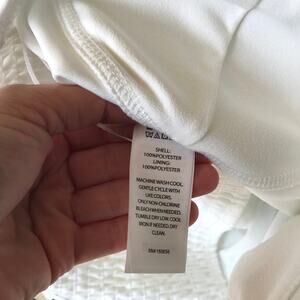 SHELL:
100%POLYESTER
LINING:
100%POLYESTER
MACHINE WASH COOL.
GENTLE CYCLE WITH
LIKE COLORS.
ONLY NON-CHLORINE
BLEACH WHEN NEEDED.
TUMBLE DRY LOW. COOL
IRON IF NEEDED. DRY
CLEAN.